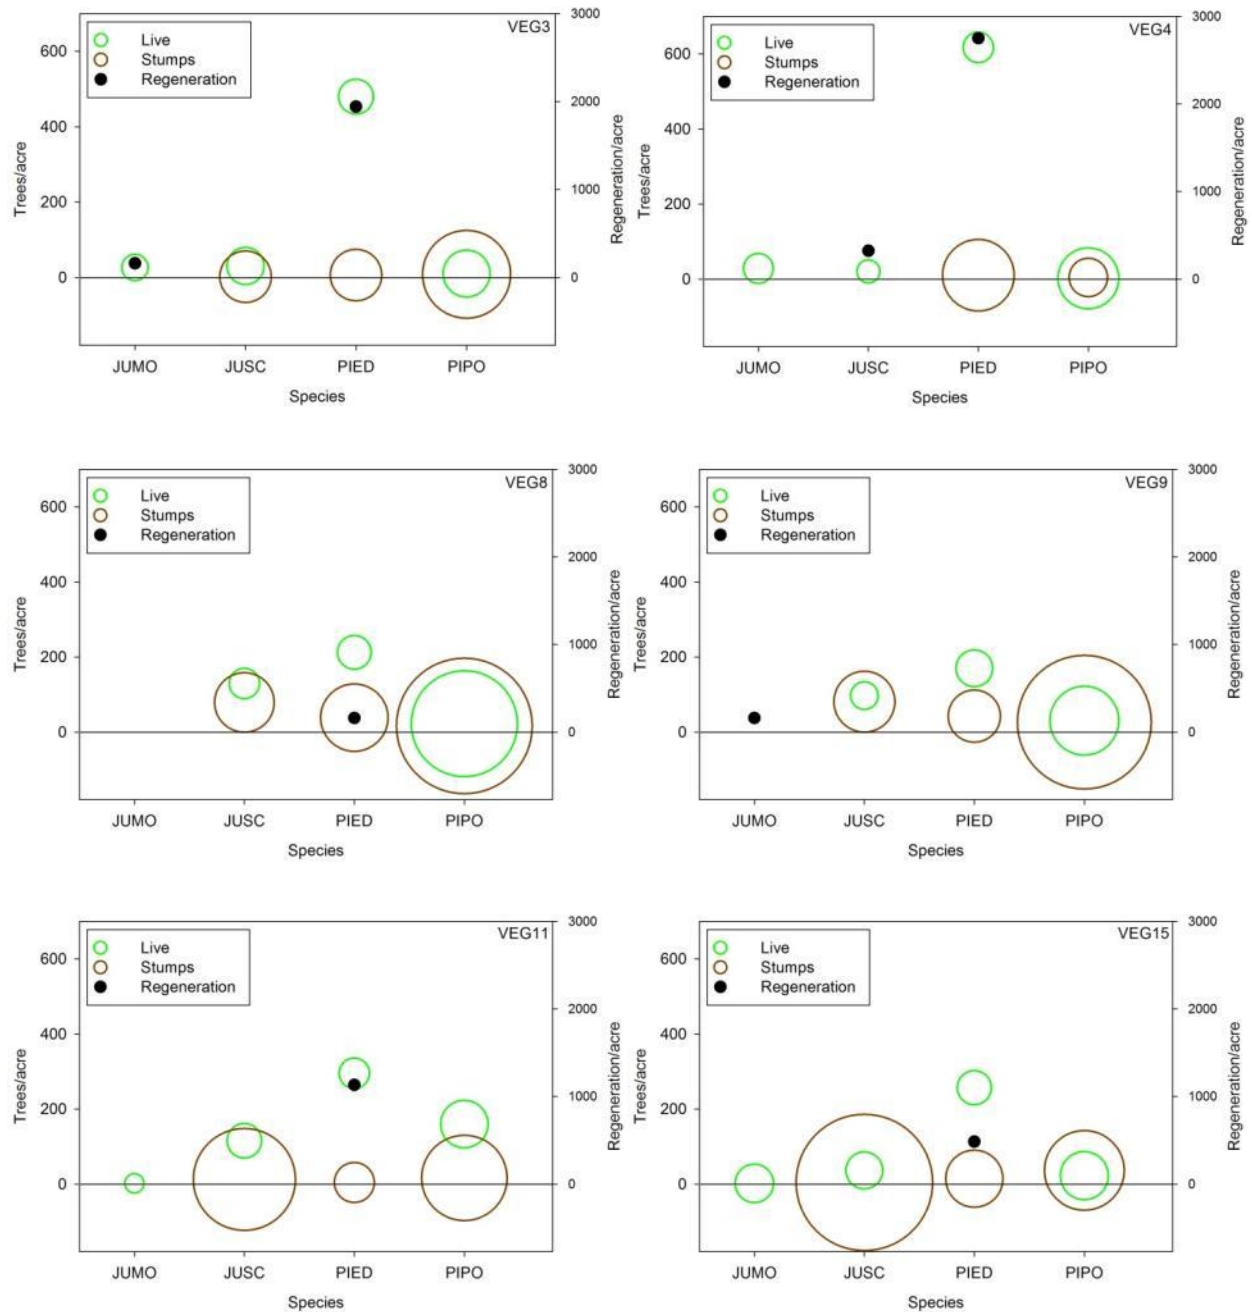 3000
VEG3
Live
600
Stumps
Regeneration
2000
400
Trees/acre
Regeneration/acre
200
1000
0
0
JUMO JUSC PIED PIPO
Species
3000
VEG4
Live
600
Stumps
Regeneration
2000
400
Trees/acre
Regeneration/acre
200
1000
0
0
JUMO JUSC PIED PIPO
Species
3000
VEG8
Live
600
Stumps
Regeneration
2000
400
Trees/acre
Regeneration/acre
200
1000
0
0
JUMO JUSC PIED PIPO
Species
3000
VEG9
Live
600
Stumps
Regeneration
2000
400
Trees/acre
Regeneration/acre
200
1000
0
0
JUMO JUSC PIED PIPO
Species
3000
VEG11
Live
600
Stumps
Regeneration
2000
400
Trees/acre
Regeneration/acre
200
1000
0
0
JUMO JUSC PIED PIPO
Species
3000
VEG15
Live
600
Stumps
Regeneration
2000
400
Trees/acre
Regeneration/acre
200
1000
0
0
JUMO JUSC PIED PIPO
Species